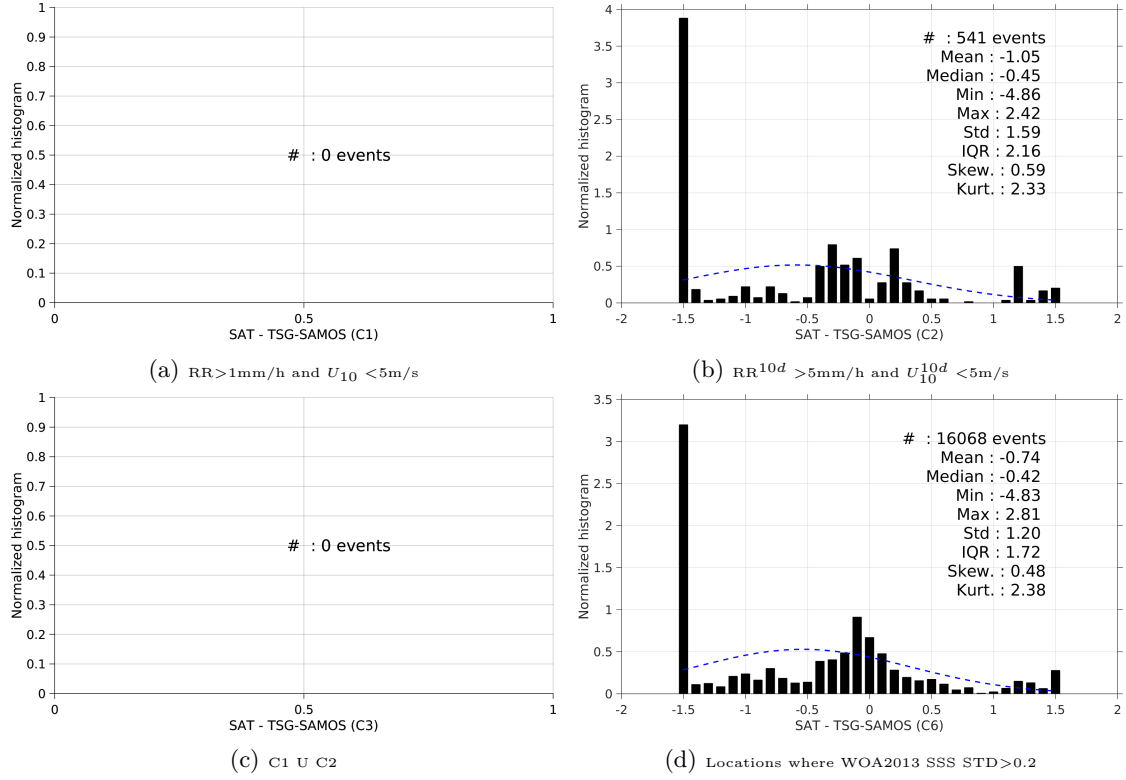 1
0.9
0.8
0.7
0.6
0.5
0.4
0.3
0.2
0.1
0
Normalized histogram
# : 0 events
0 0.5 1
SAT - TSG-SAMOS (C1)
(a) RR>1mm/h and U10 <5m/s
4
3.5
3
2.5
2
1.5
1
0.5
0
Normalized histogram
# : 541 events
Mean : -1.05
Median : -0.45
Min : -4.86
Max : 2.42
Std : 1.59
IQR : 2.16
Skew. : 0.59
Kurt. : 2.33
-2 -1.5 -1 -0.5 0 0.5 1 1.5 2
SAT - TSG-SAMOS (C2)
(b) RR10d >5mm/h and U10d10 <5m/s
1
0.9
0.8
0.7
0.6
0.5
0.4
0.3
0.2
0.1
0
Normalized histogram
# : 0 events
0 0.5 1
SAT - TSG-SAMOS (C3)
(c) C1 U C2
3.5
3
2.5
2
1.5
1
0.5
0
Normalized histogram
# : 16068 events
Mean : -0.74
Median : -0.42
Min : -4.83
Max : 2.81
Std : 1.20
IQR : 1.72
Skew. : 0.48
Kurt. : 2.38
-2 -1.5 -1 -0.5 0 0.5 1 1.5 2
SAT - TSG-SAMOS (C6)
(d) Locations where WOA2013 SSS STD>0.2